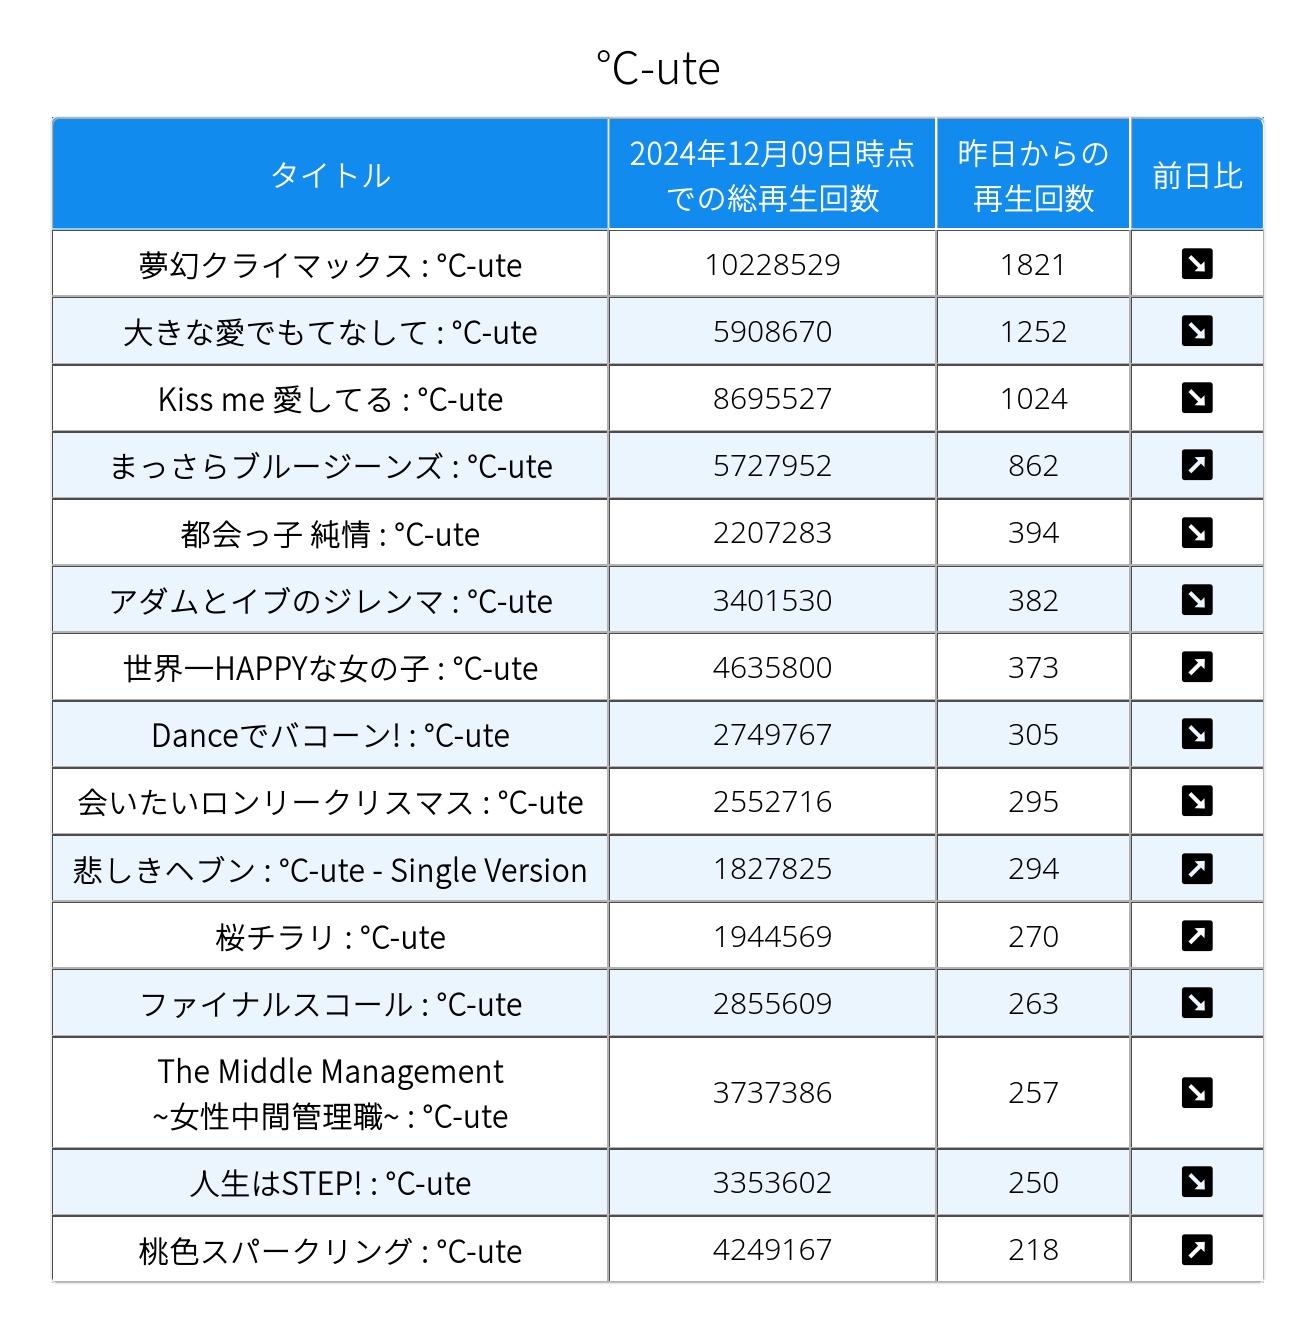 ℃-ute
タイトル
2024年12月09日時点
での総再生回数
昨日からの
再生回数
前日比
夢幻クライマックス : ℃-ute 10228529 1821
大きな愛でもてなして : ℃-ute 5908670 1252
Kiss me 愛してる : ℃-ute 8695527 1024
まっさらブルージーンズ : ℃-ute 5727952 862
都会っ子 純情 : ℃-ute 2207283 394
アダムとイブのジレンマ : ℃-ute 3401530 382
世界一HAPPYな女の子 : ℃-ute 4635800 373
Danceでバコーン! : ℃-ute 2749767 305
会いたいロンリークリスマス : ℃-ute 2552716 295
悲しきヘブン : ℃-ute - Single Version 1827825 294
桜チラリ : ℃-ute 1944569 270
ファイナルスコール : ℃-ute 2855609 263
The Middle Management
~女性中間管理職~ : ℃-ute 3737386 257
人生はSTEP! : ℃-ute 3353602 250
桃色スパークリング : ℃-ute 4249167 218